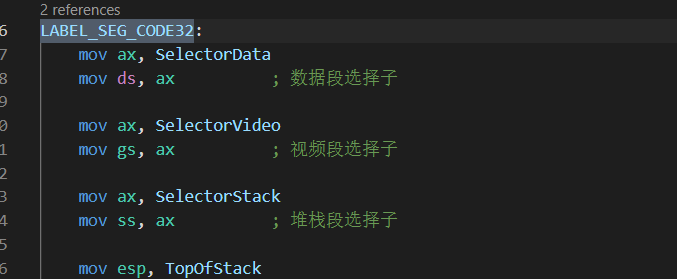 2 references
6 LABEL_SEG_CODE32:
7 mov ax, SelectorData
8 mov ds, ax ; 数据段选择子
9
0 mov ax, SelectorVideo
1 mov gs, ax ; 视频段选择子
2
3 mov ax, SelectorStack
4 mov ss, ax ; 堆栈段选择子
5
6 mov esp, TopOfStack